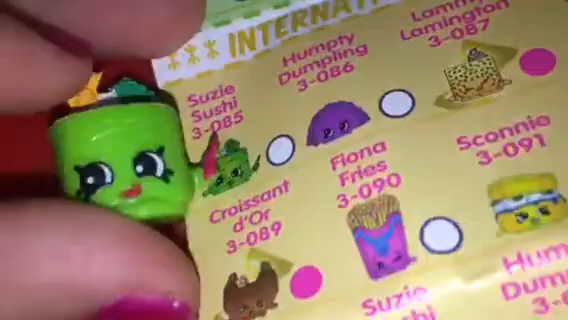 *** INTERNATI
Suzie
Sushi
3-085
Humpty
Dumpling
3-086
Lammy
Lamington
3-087
Croissant
d'Or
3-089
Fiona
Fries
3-090
Sconnie
3-091
Suzie
Hum